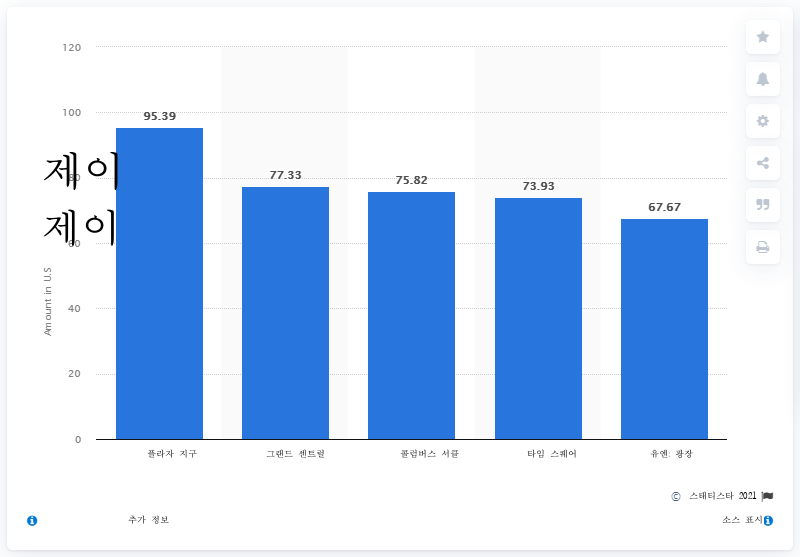 120
100
80
60
40
20
0
Amount in U.S
제이
제이
95.39
77.33
75.82
73.93
67.67
플라자 지구
그랜드 센트럴
콜럼버스 서클
타임 스퀘어
유엔: 광장
© 스태티스타 2021
추가 정보
소스 표시